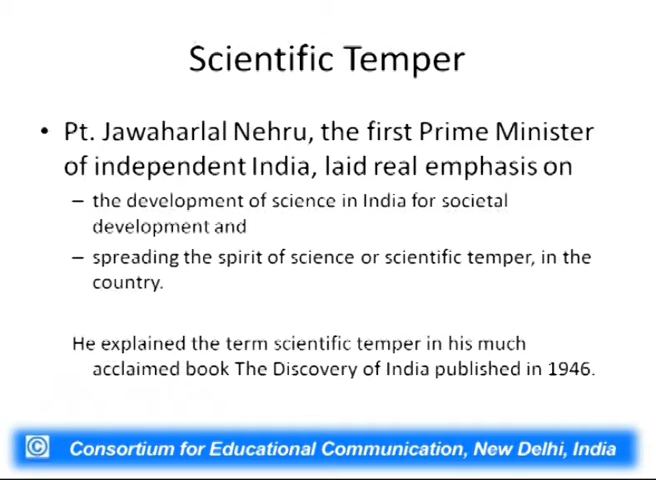 Scientific Temper
• Pt. Jawaharlal Nehru, the first Prime Minister
of independent India, laid real emphasis on
– the development of science in India for societal
development and
– spreading the spirit of science or scientific temper, in the
country.
He explained the term scientific temper in his much
acclaimed book The Discovery of India published in 1946.
© Consortium for Educational Communication, New Delhi, India